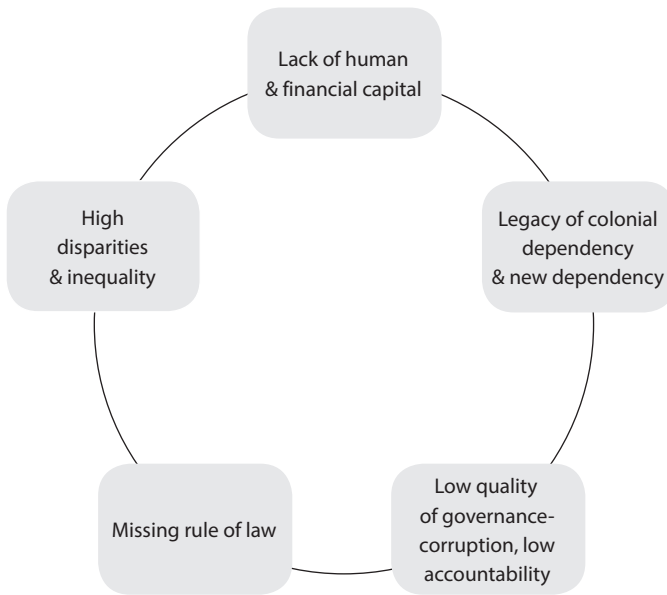 Lack of human
& financial capital
Legacy of colonial
dependency
& new dependency
Low quality
of governance-
corruption, low
accountability
Missing rule of law
High
disparities
& inequality